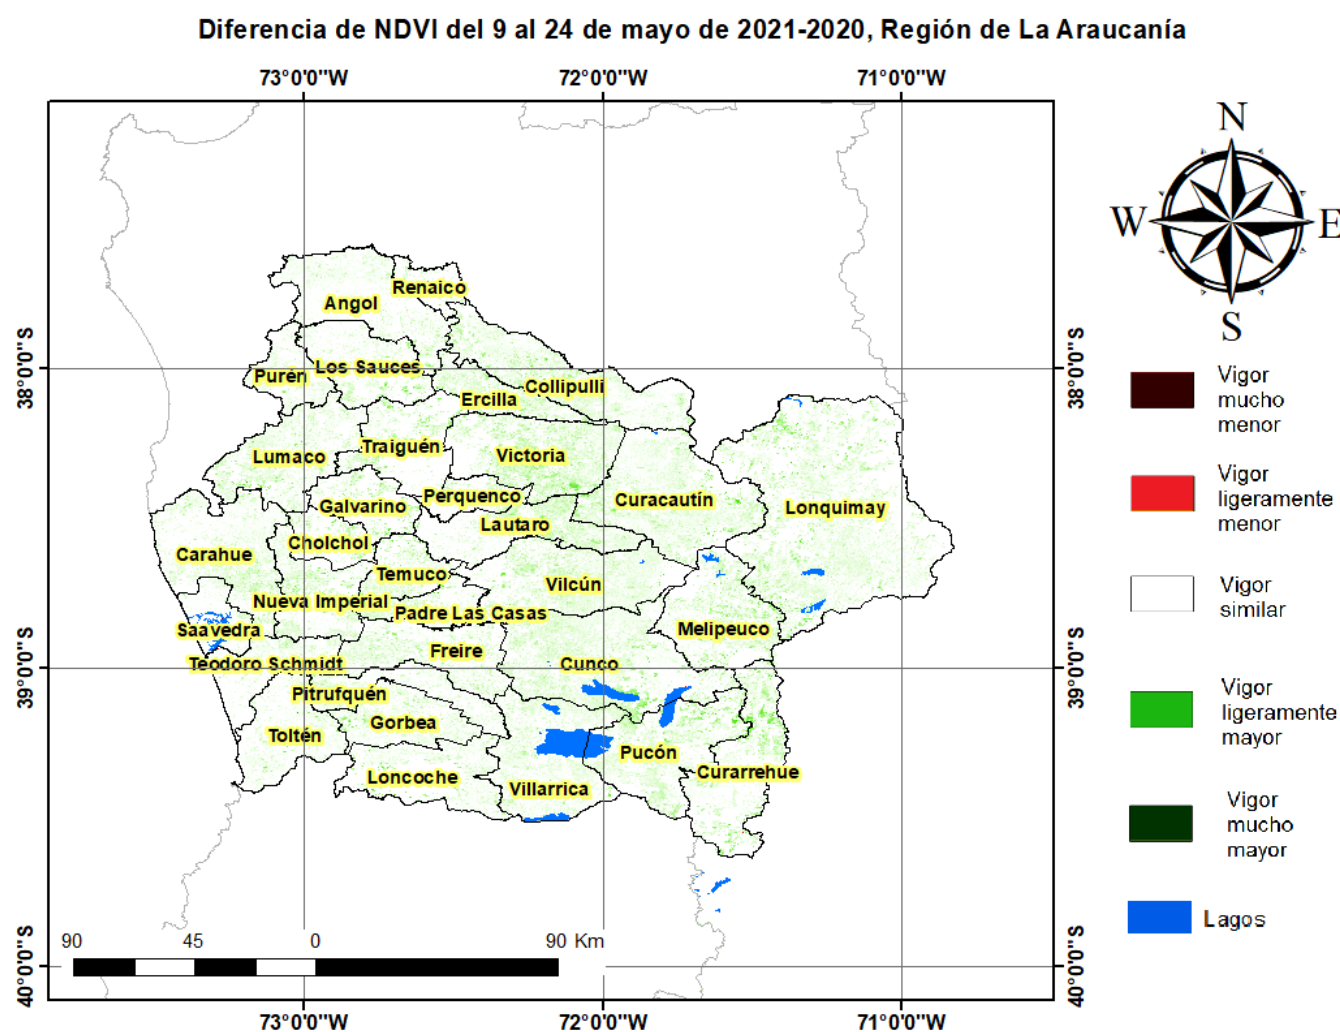 Diferencia de NDVI del 9 al 24 de mayo de 2021-2020, Región de La Araucanía
73°0'0"W 72°0'0"W 71°0'0"W
38°0'0"S
39°0'0"S
40°0'0"S
38°0'0"S
39°0'0"S
40°0'0"S
Renaico
Angol
Los Sauces
Purén
Collipulli
Ercilla
Traiguén
Lumaco
Victoria
Perquenco
Curacautín
Galvarino
Lonquimay
Lautaro
Cholchol
Carahue
Temuco
Vilcún
Nueva Imperial
Padre Las Casas
Saavedra
Melipeuco
Freire
Teodoro Schmidt
Cunco
Pitrufquén
Gorbea
Toltén
Pucón
Curarrehue
Loncoche
Villarrica
90 45 0 90 Km
73°0'0"W 72°0'0"W 71°0'0"W
N
W E
S
Vigor
mucho
menor
Vigor
ligeramente
menor
Vigor
similar
Vigor
ligeramente
mayor
Vigor
mucho
mayor
Lagos